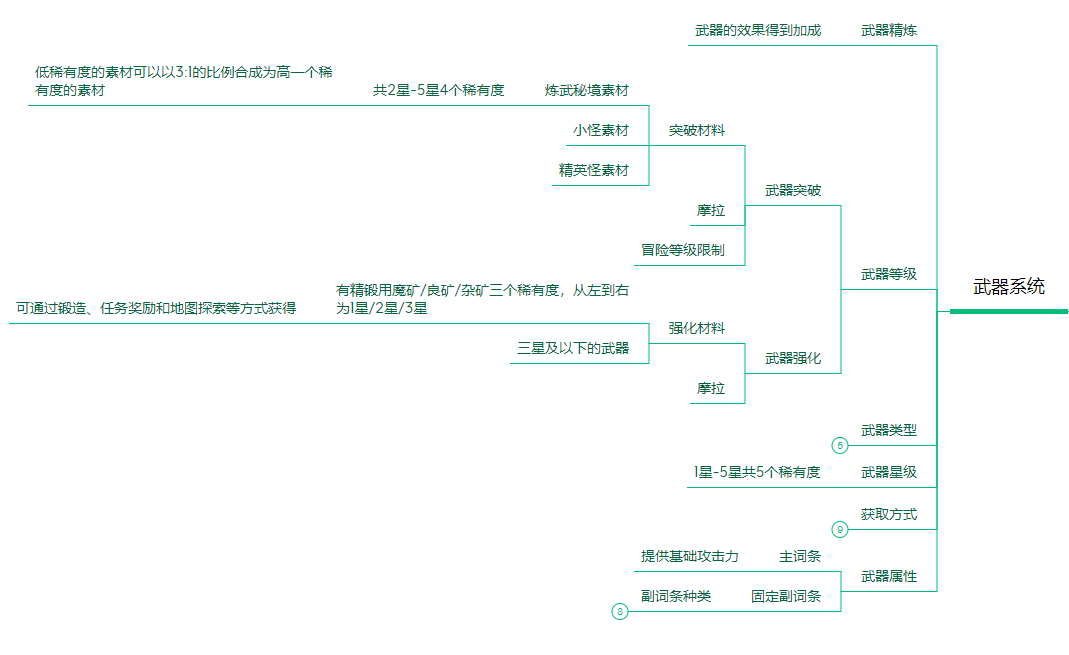 武器系统
武器精炼
武器的效果得到加成
武器等级
武器突破
突破材料
炼武秘境素材
共2星-5星4个稀有度
低稀有度的素材可以以3:1的比例合成为高一个稀
有度的素材
小怪素材
精英怪素材
摩拉
冒险等级限制
武器强化
强化材料
有精锻用魔矿/良矿/杂矿三个稀有度，从左到右
为1星/2星/3星
可通过锻造、任务奖励和地图探索等方式获得
三星及以下的武器
摩拉
武器类型
5
武器星级
1星-5星共5个稀有度
获取方式
9
武器属性
主词条
提供基础攻击力
固定副词条
副词条种类
8